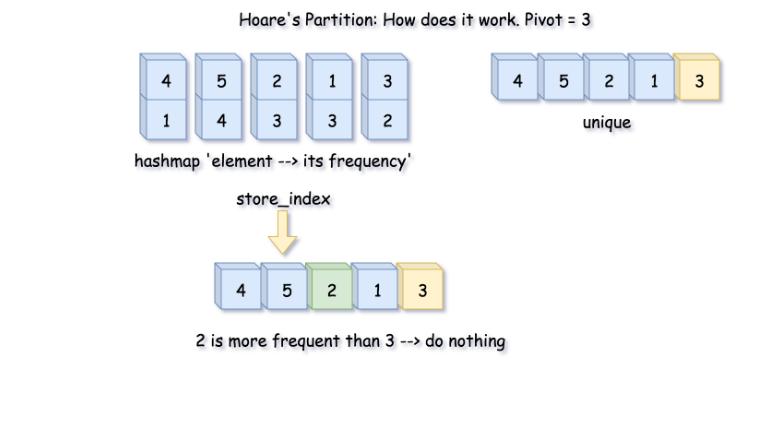 Hoare's Partition: How does it work. Pivot = 3
4 5 2 1 3
1 4 3 3 2
hashmap 'element --> its frequency'
4 5 2 1 3
unique
store_index
4 5 2 1 3
2 is more frequent than 3 --> do nothing